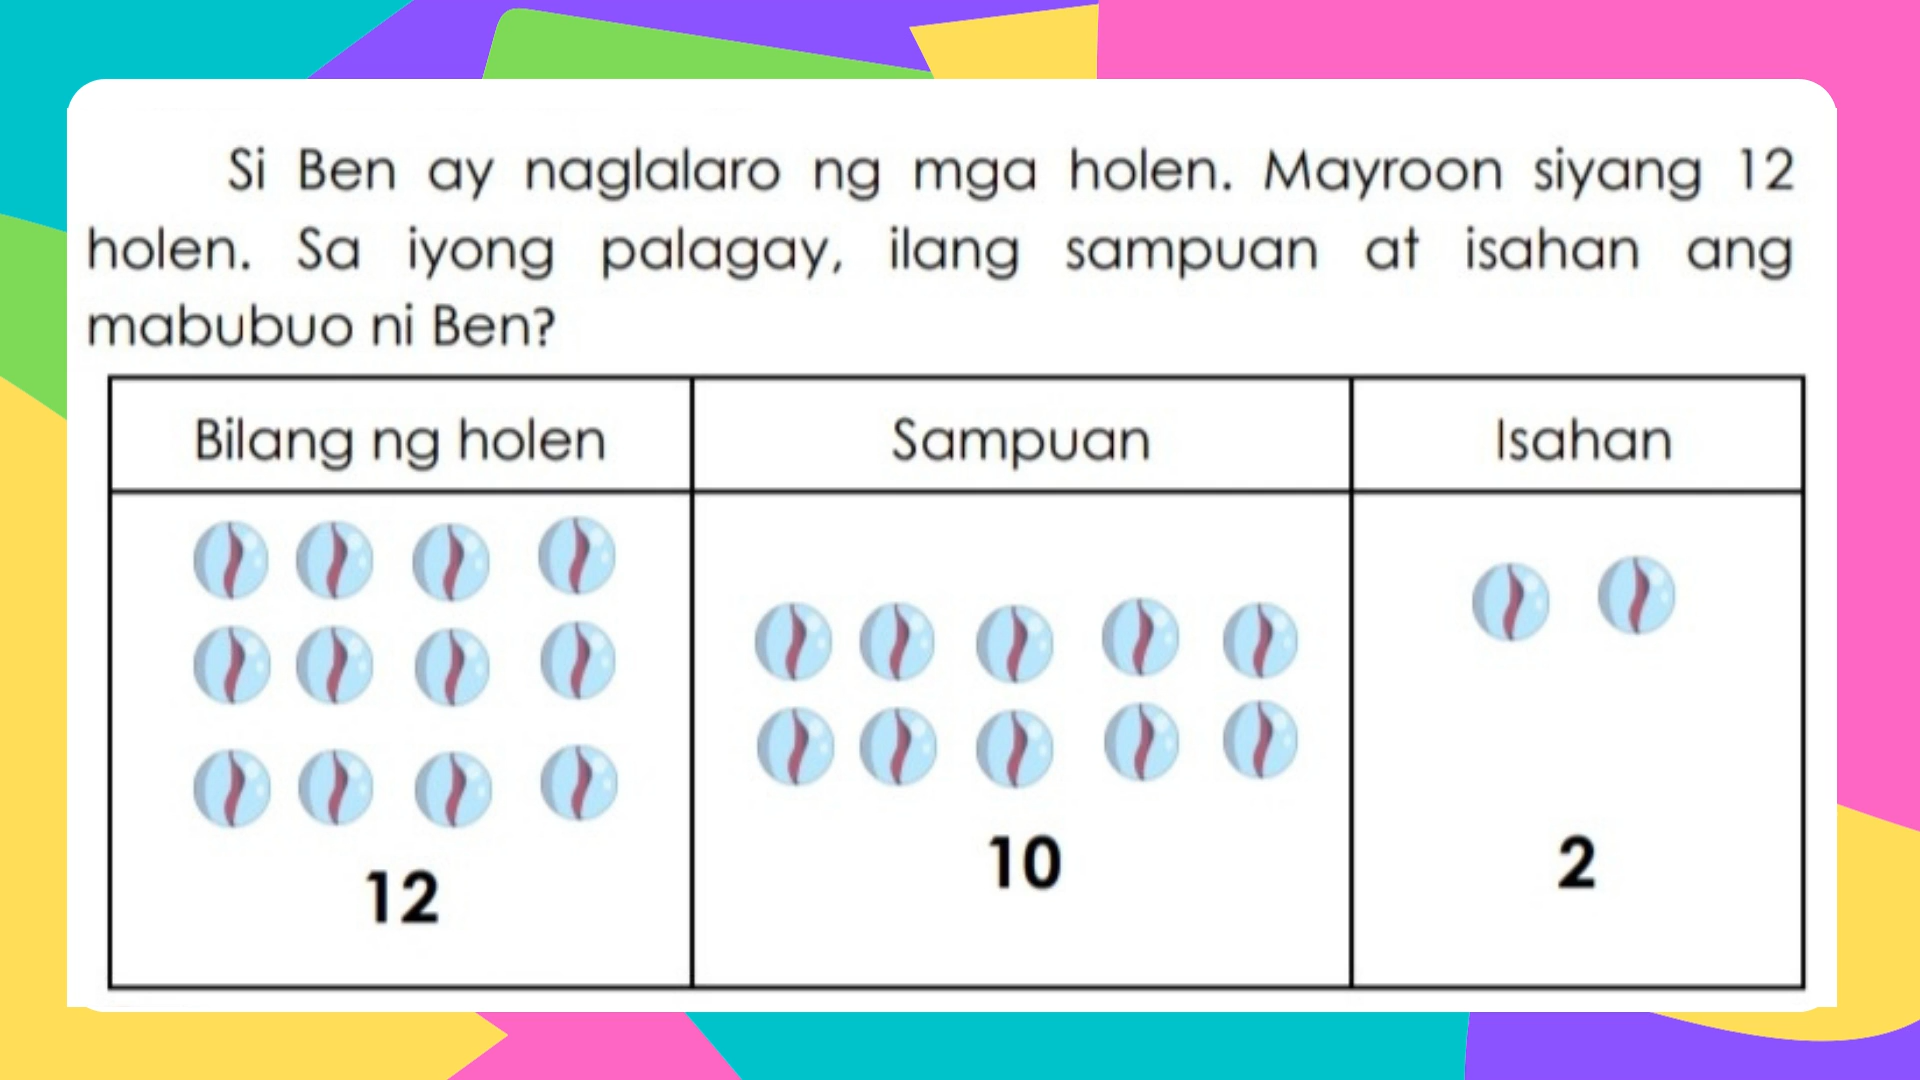 Si Ben ay naglalaro ng mga holen. Mayroon siyang 12
holen. Sa iyong palagay, ilang sampuan at isahan ang
mabubuo ni Ben?
Bilang ng holen Sampuan Isahan
12 10 2